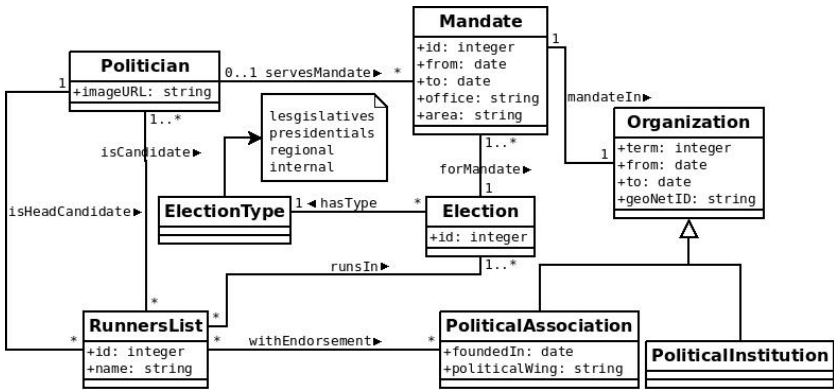 Mandate
+id: integer
+from: date
+to: date
+office: string
+area: string
Politician
+imageURL: string
0..1 servesMandate► *
1
1
mandateIn►
1
Organization
+term: integer
+from: date
+to: date
+geoNetID: string
lesgislatives
presidentials
regional
internal
1
1..*
isCandidate►
1..*
forMandate►
1
isHeadCandidate►
ElectionType
1 ◄ hasType *
Election
+id: integer
runsIn►
1..*
*
*
*
RunnersList
+id: integer
+name: string
* withEndorsement► *
PoliticalAssociation
+foundedIn: date
+politicalWing: string
PoliticalInstitution